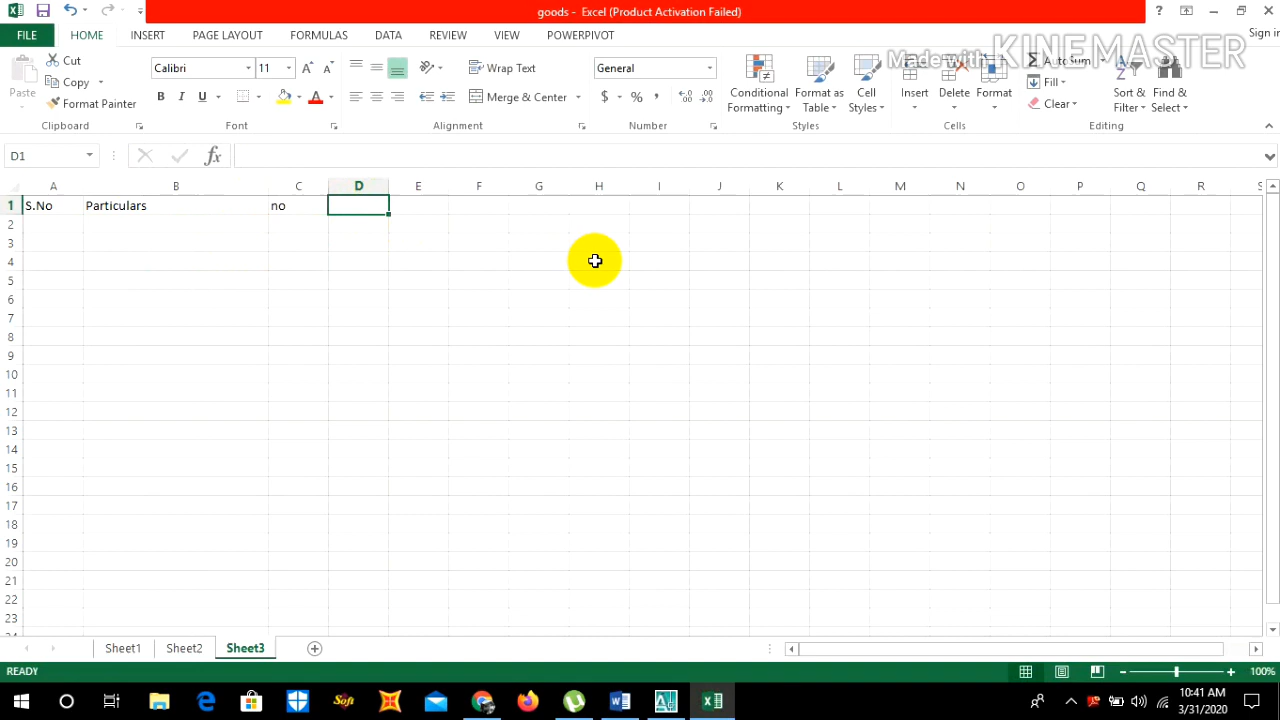 goods - Excel (Product Activation Failed)
?
FILE HOME INSERT PAGE LAYOUT FORMULAS DATA REVIEW VIEW POWERPIVOT Sign in
Made with KINEMASTER
Paste
Cut
Copy
Format Painter
Clipboard
Calibri 11
B I U
Font
Wrap Text
Merge & Center
Alignment
General
$ % ,
Number
Conditional Formatting
Format as Table
Cell Styles
Styles
Insert
Delete
Format
Cells
AutoSum
Fill
Clear
Sort & Filter
Find & Select
Editing
D1
fx
A B C D E F G H I J K L M N O P Q R S
1 S.No Particulars no
2
3
4
5
6
7
8
9
10
11
12
13
14
15
16
17
18
19
20
21
22
23
24
Sheet1 Sheet2 Sheet3
READY
100%
Soft
10:41 AM
3/31/2020